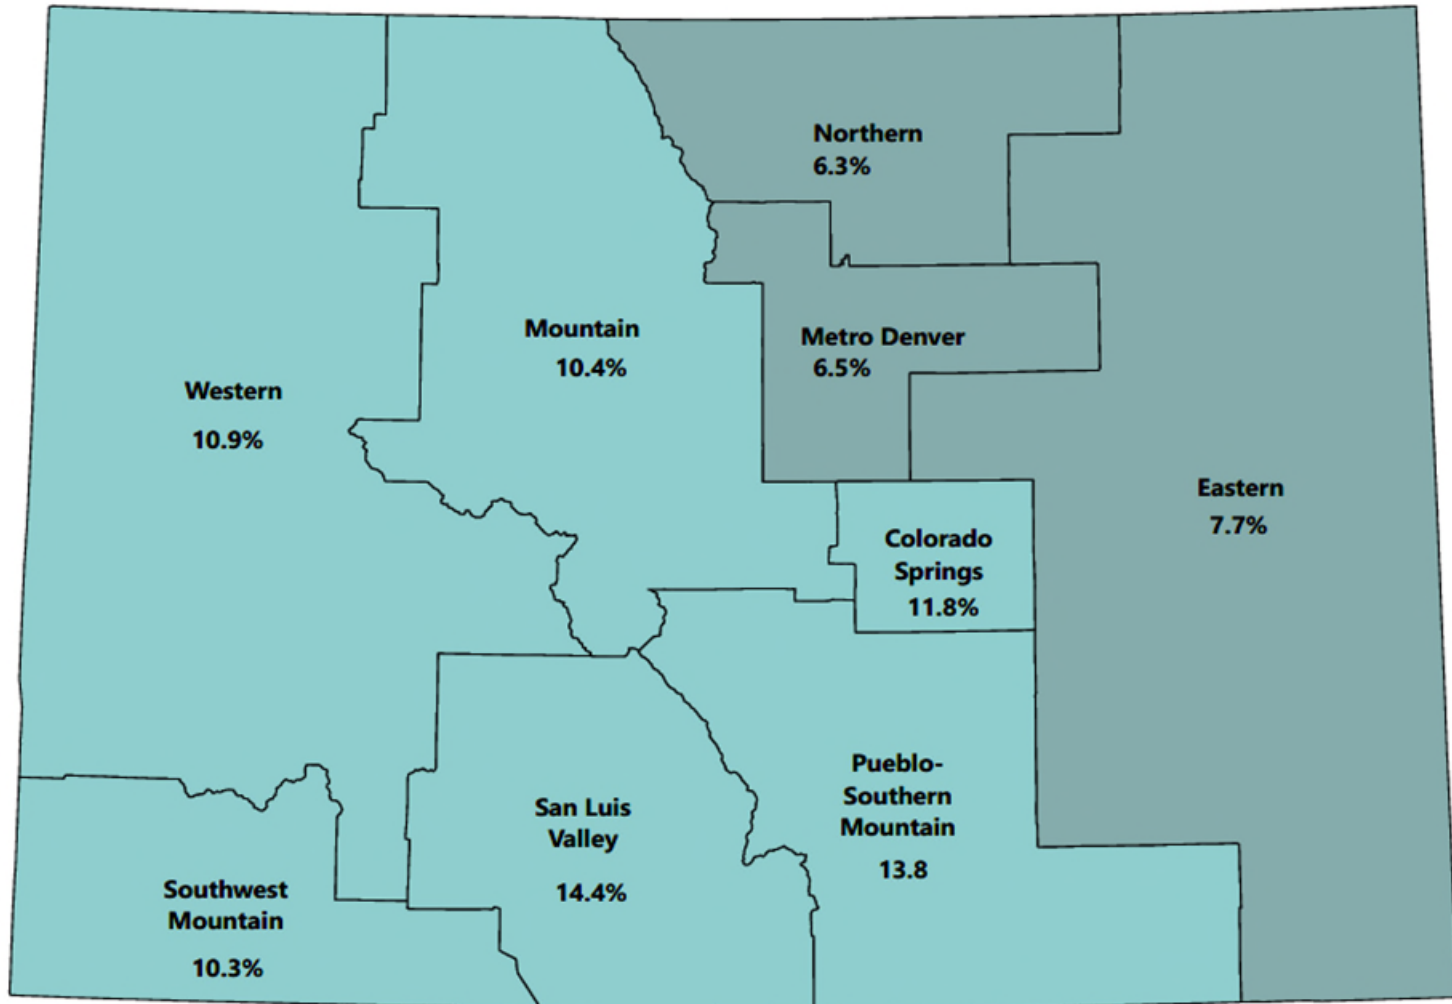 Northern
6.3%
Mountain
10.4%
Metro Denver
6.5%
Western
10.9%
Eastern
7.7%
Colorado
Springs
11.8%
Pueblo-
Southern
Mountain
13.8
San Luis
Valley
14.4%
Southwest
Mountain
10.3%